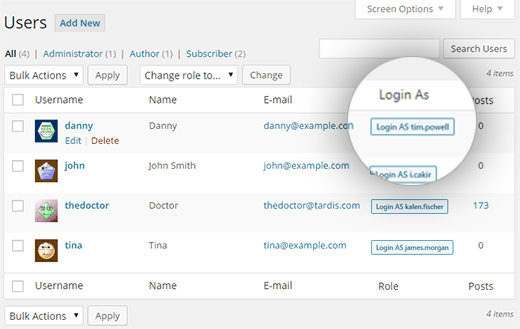 Screen Options ▼ Help ▼
Users Add New
All (4) | Administrator (1) | Author (1) | Subscriber (2)
Search Users
Bulk Actions Apply Change role to... Change 4 items
Username Name E-mail Login As Posts
danny Danny danny@example.com Login AS tim.powell 0
Edit | Delete
john John Smith john@example.com Login AS i.cakir 0
thedoctor Doctor thedoctor@tardis.com Login AS kalen.fischer 173
tina Tina tina@example.com Login AS james.morgan 0
Username Name E-mail Role Posts
Bulk Actions Apply 4 items